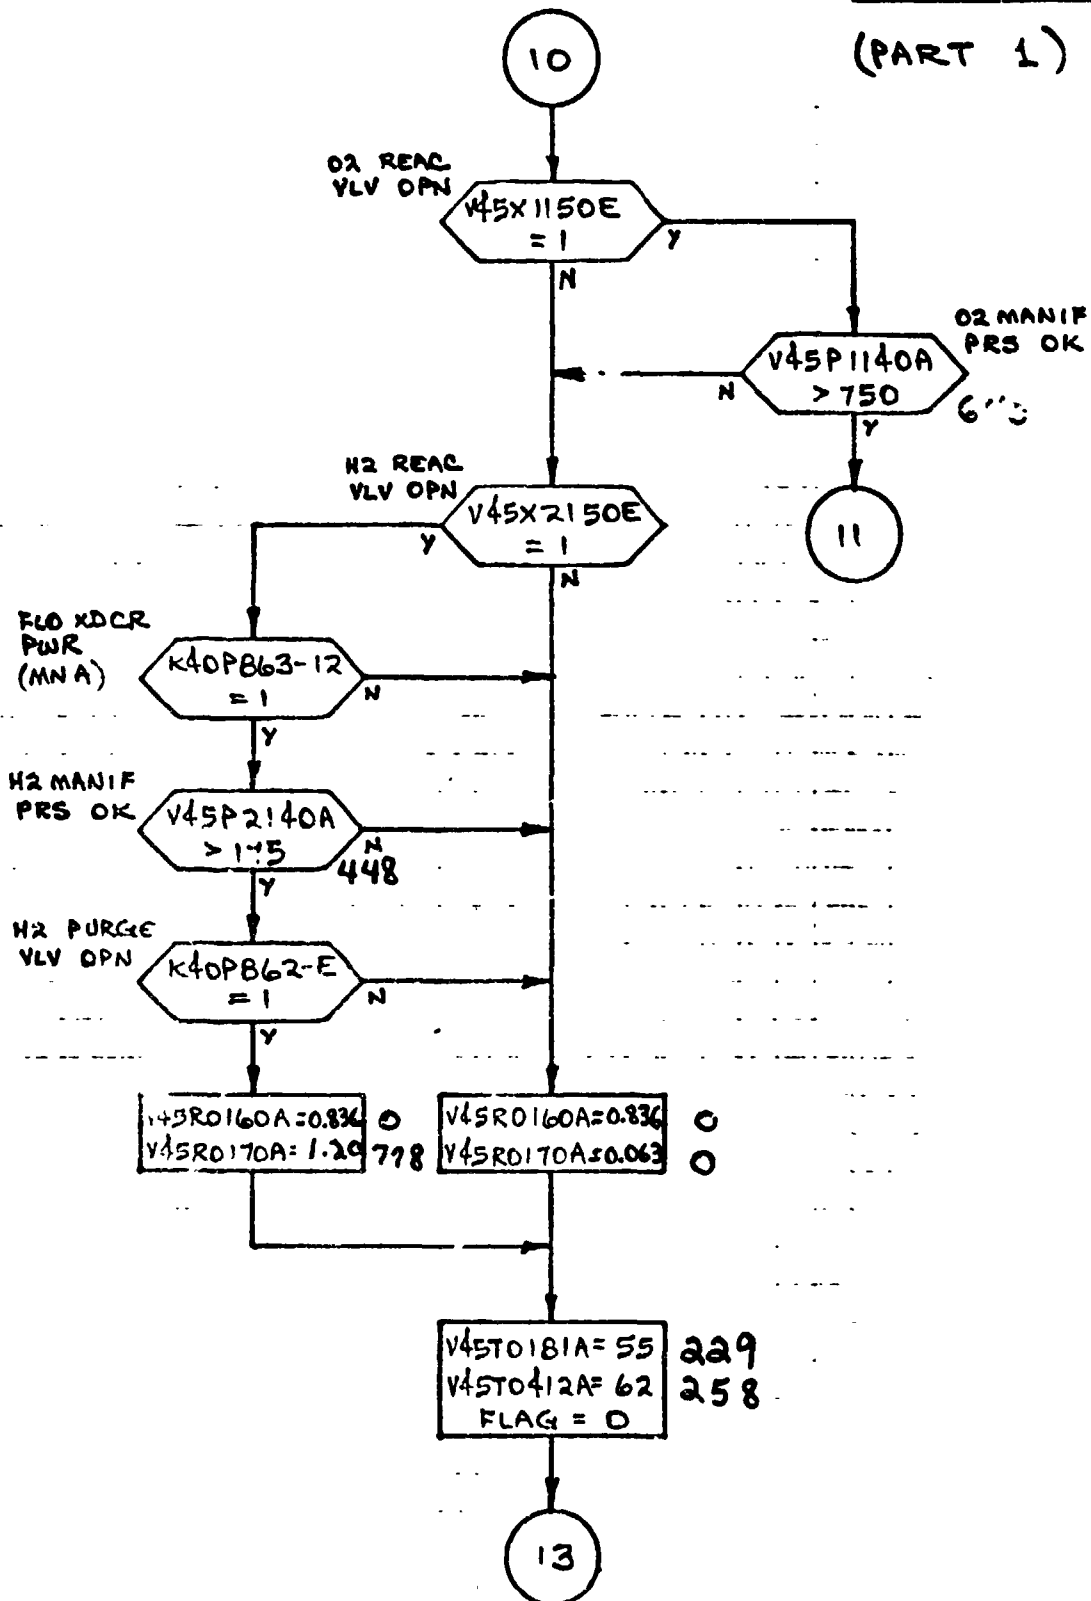 (PART 1)
10
O2 REAC
VLV OPN
V45X1150E
= 1
Y
N
O2 MANIF
PRS OK
V45P1140A
> 750
N
Y
11
H2 REAC
VLV OPN
V45X2150E
= 1
Y
N
FLO XDCR
PWR
(MN A)
K40PB63-12
= 1
N
Y
H2 MANIF
PRS OK
V45P2140A
>
N
448
Y
H2 PURGE
VLV OPN
K40PB62-E
= 1
N
Y
V45R0160A=0.836 0
V45R0170A=1.20 778
V45R0160A=0.836 0
V45R0170A=0.063 0
V45T0181A= 55 229
V45T0412A= 62 258
FLAG = 0
13